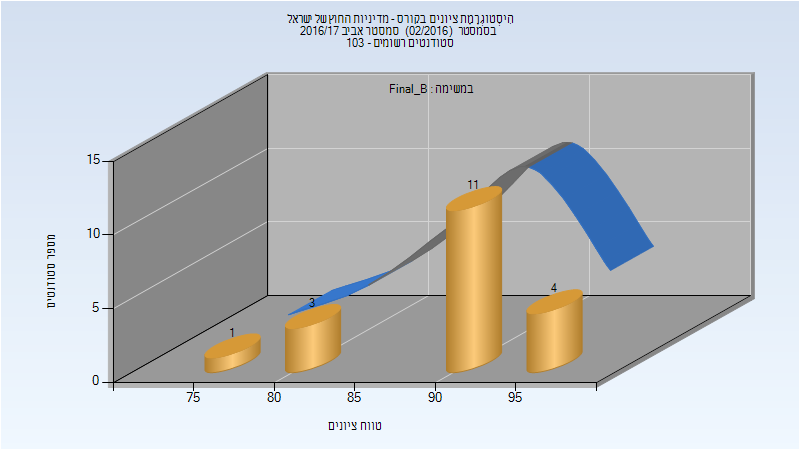 היסטוגרמת ציונים בקורס - מדיניות החוץ של ישראל
בסמסטר (02/2016) סמסטר אביב 2016/17
סטודנטים רשומים - 103
במשימה : Final_B
15
10
5
0
מספר סטודנטים
1
3
11
4
75
80
85
90
95
טווח ציונים